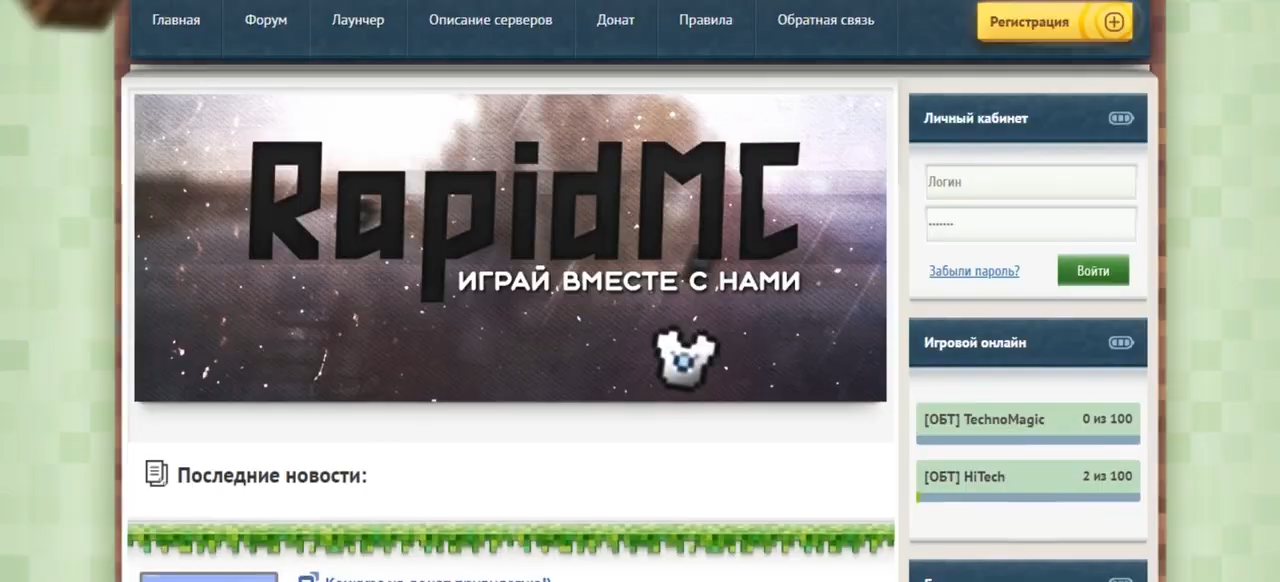 Главная Форум Лаунчер Описание серверов Донат Правила Обратная связь Регистрация
RapidMC
ИГРАЙ ВМЕСТЕ С НАМИ
Последние новости:
Личный кабинет
Логин
Забыли пароль? Войти
Игровой онлайн
[ОБТ] TechnoMagic 0 из 100
[ОБТ] HiTech 2 из 100